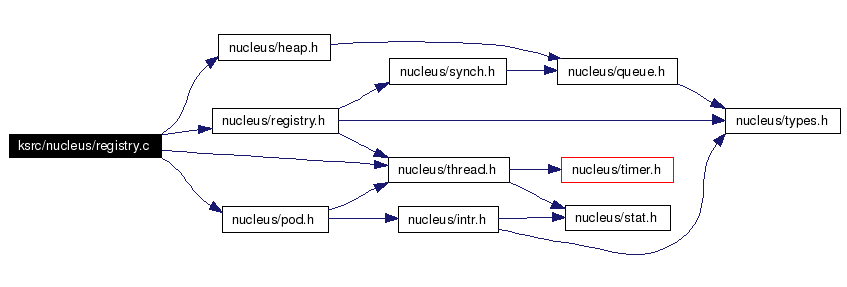 nucleus/heap.h
nucleus/synch.h
nucleus/queue.h
nucleus/registry.h
nucleus/types.h
ksrc/nucleus/registry.c
nucleus/thread.h
nucleus/timer.h
nucleus/pod.h
nucleus/intr.h
nucleus/stat.h